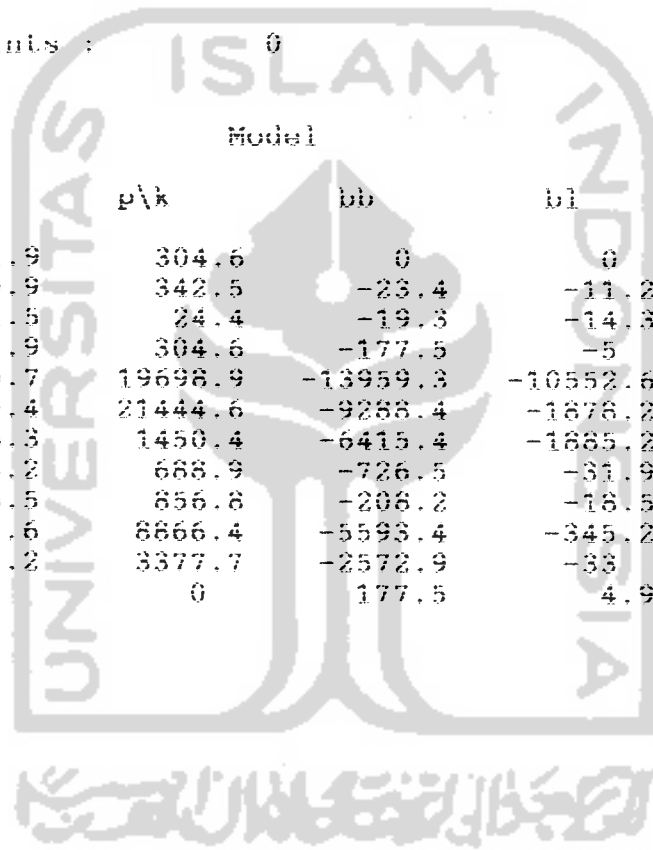 nts : 0
ISLAM
UNIVERSITAS
INDONESIA
Model
p\k bb bl
.9 304.6 0 0
.9 342.5 -23.4 -11.2
.5 24.4 -19.3 -14.3
.9 304.6 -177.5 -5
.7 19698.9 -13959.3 -10552.6
.4 21444.6 -9288.4 -1878.2
.3 1450.4 -6415.4 -1885.2
.2 688.9 -726.5 -31.9
.5 856.8 -208.2 -18.5
.6 8866.4 -5593.4 -345.2
.2 3377.7 -2572.9 -33
0 177.5 4.9